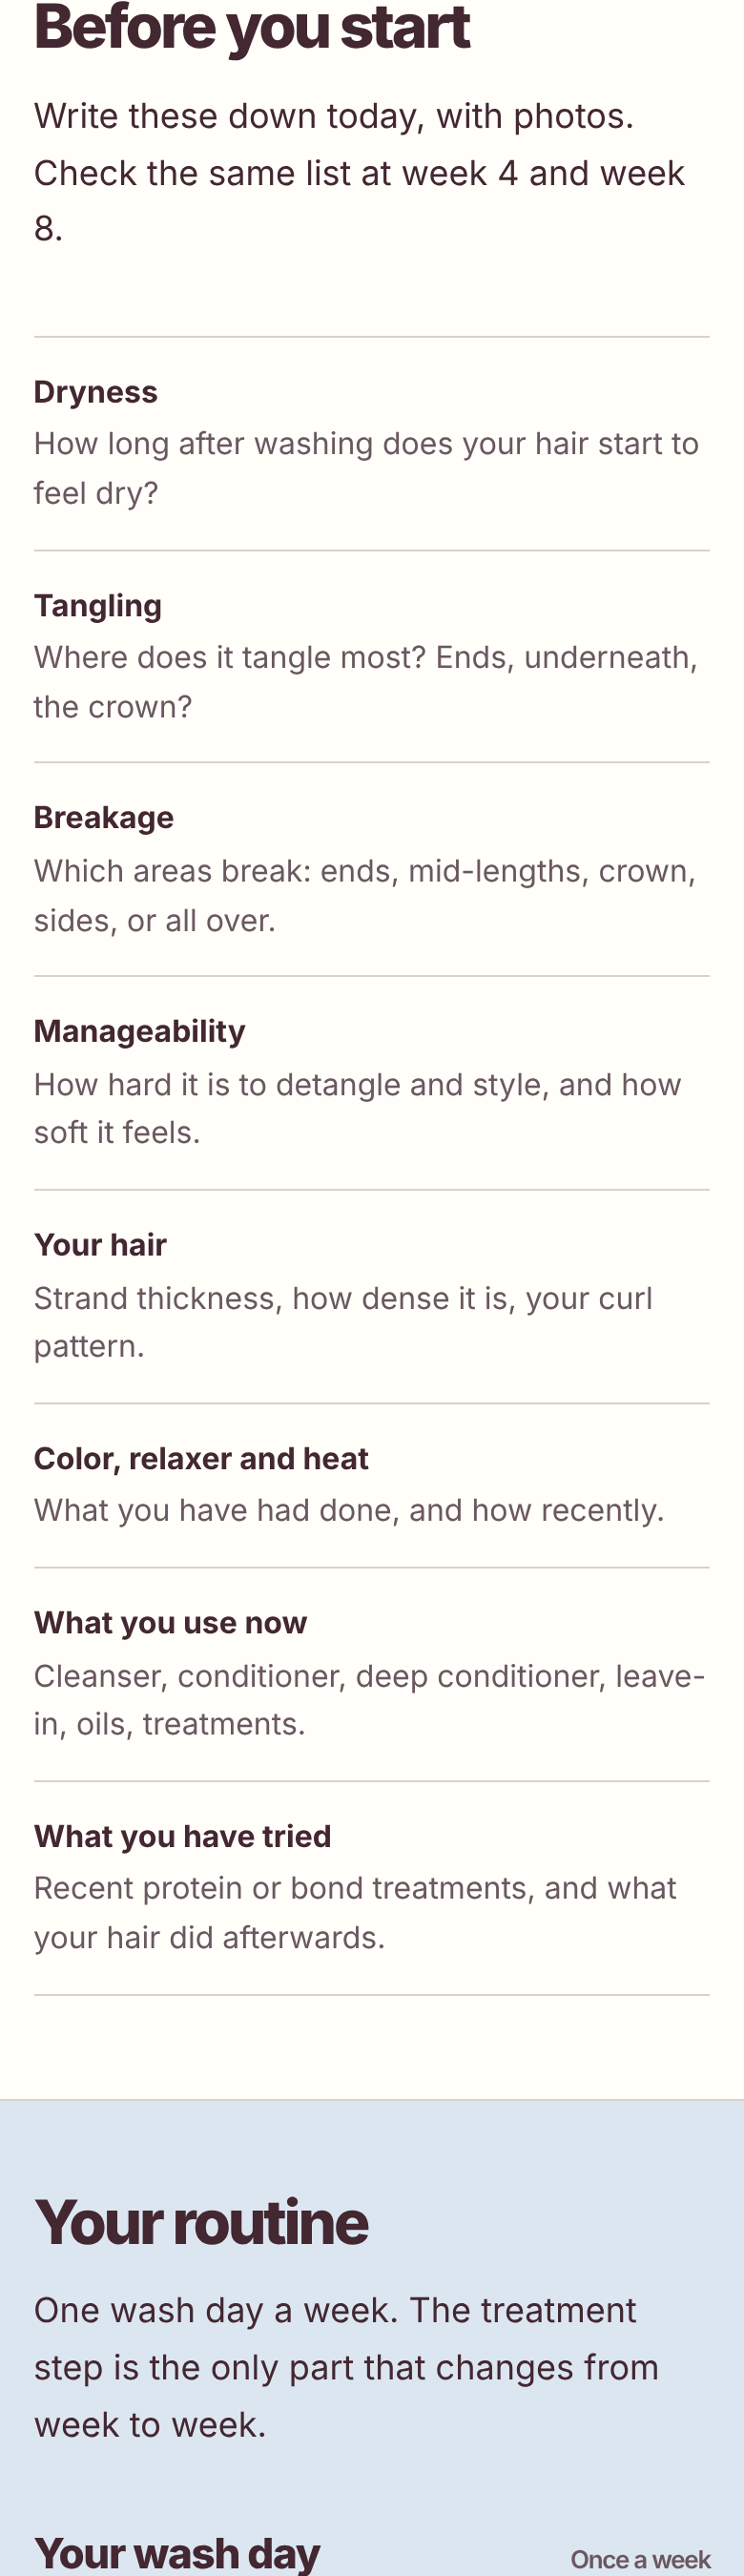 Before you start
Write these down today, with photos.
Check the same list at week 4 and week
8.
Dryness
How long after washing does your hair start to
feel dry?
Tangling
Where does it tangle most? Ends, underneath,
the crown?
Breakage
Which areas break: ends, mid-lengths, crown,
sides, or all over.
Manageability
How hard it is to detangle and style, and how
soft it feels.
Your hair
Strand thickness, how dense it is, your curl
pattern.
Color, relaxer and heat
What you have had done, and how recently.
What you use now
Cleanser, conditioner, deep conditioner, leave-
in, oils, treatments.
What you have tried
Recent protein or bond treatments, and what
your hair did afterwards.
Your routine
One wash day a week. The treatment
step is the only part that changes from
week to week.
Your wash day
Once a week